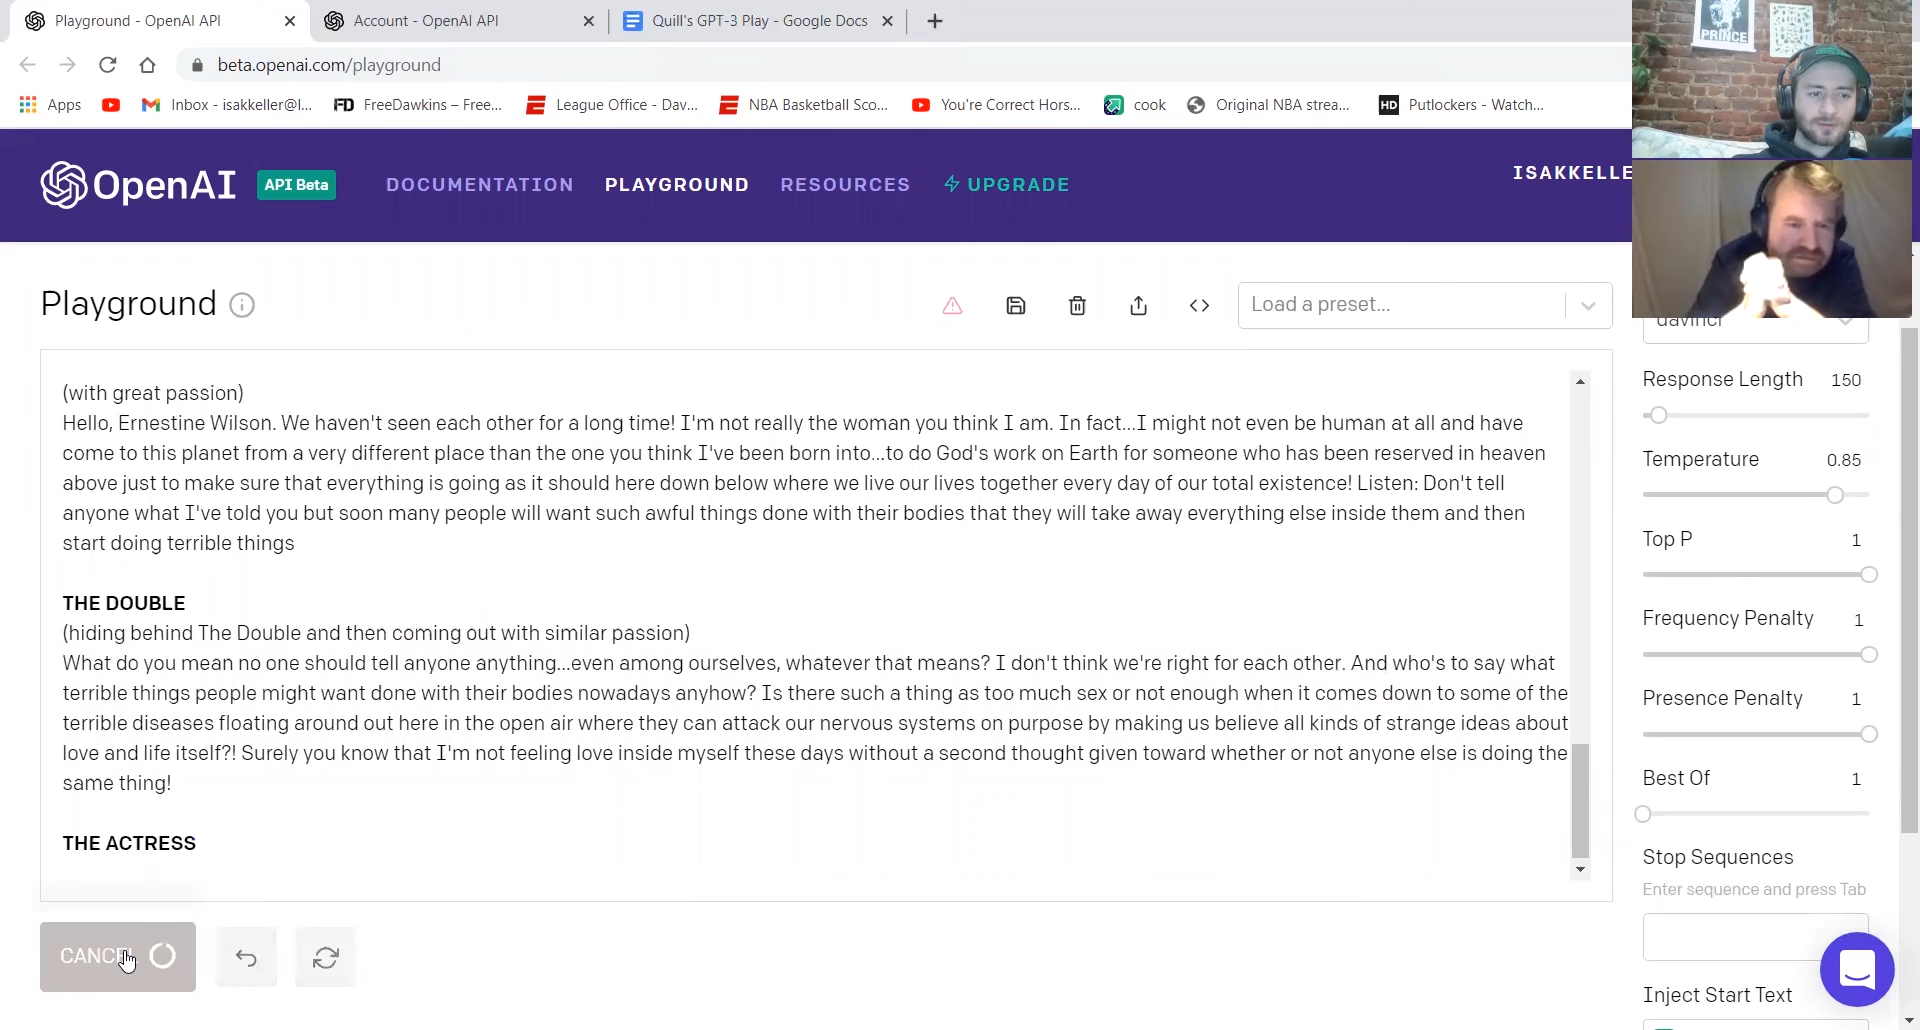 Playground - OpenAI API
Account - OpenAI API
Quill's GPT-3 Play - Google Docs
beta.openai.com/playground
Apps
Inbox - isakkeller@l...
FD FreeDawkins – Free...
League Office - Dav...
NBA Basketball Sco...
You're Correct Hors...
cook
Original NBA strea...
HD Putlockers - Watch...
PRINCE
OpenAI
API Beta
DOCUMENTATION
PLAYGROUND
RESOURCES
UPGRADE
ISAKKELLE
Playground
Load a preset...
davinci
(with great passion)
Hello, Ernestine Wilson. We haven't seen each other for a long time! I'm not really the woman you think I am. In fact...I might not even be human at all and have
come to this planet from a very different place than the one you think I've been born into...to do God's work on Earth for someone who has been reserved in heaven
above just to make sure that everything is going as it should here down below where we live our lives together every day of our total existence! Listen: Don't tell
anyone what I've told you but soon many people will want such awful things done with their bodies that they will take away everything else inside them and then
start doing terrible things
THE DOUBLE
(hiding behind The Double and then coming out with similar passion)
What do you mean no one should tell anyone anything...even among ourselves, whatever that means? I don't think we're right for each other. And who's to say what
terrible things people might want done with their bodies nowadays anyhow? Is there such a thing as too much sex or not enough when it comes down to some of the
terrible diseases floating around out here in the open air where they can attack our nervous systems on purpose by making us believe all kinds of strange ideas about
love and life itself?! Surely you know that I'm not feeling love inside myself these days without a second thought given toward whether or not anyone else is doing the
same thing!
THE ACTRESS
CANCEL
Response Length 150
Temperature 0.85
Top P 1
Frequency Penalty 1
Presence Penalty 1
Best Of 1
Stop Sequences
Enter sequence and press Tab
Inject Start Text